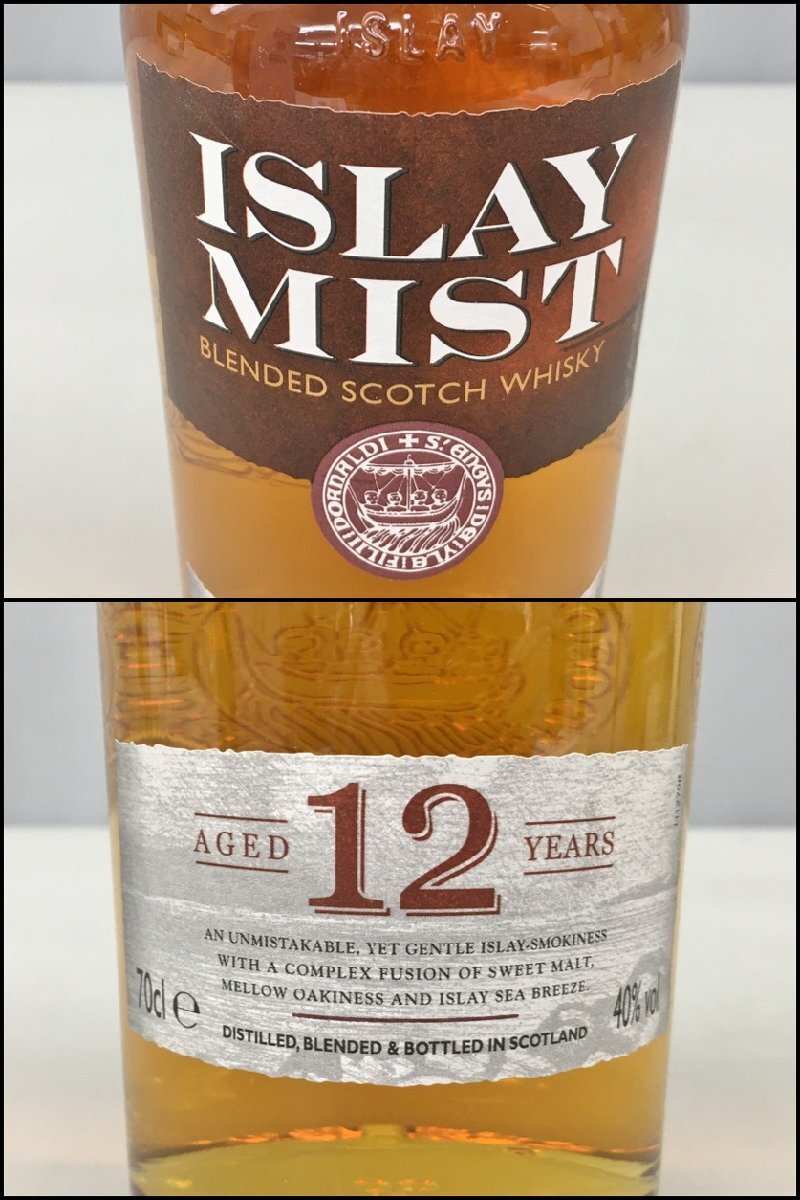 ISLAY
ISLAY
MIST
BLENDED SCOTCH WHISKY
AGED 12 YEARS
AN UNMISTAKABLE, YET GENTLE ISLAY-SMOKINESS
WITH A COMPLEX FUSION OF SWEET MALT,
MELLOW OAKINESS AND ISLAY SEA BREEZE.
70cl ℮ 40% vol
DISTILLED, BLENDED & BOTTLED IN SCOTLAND